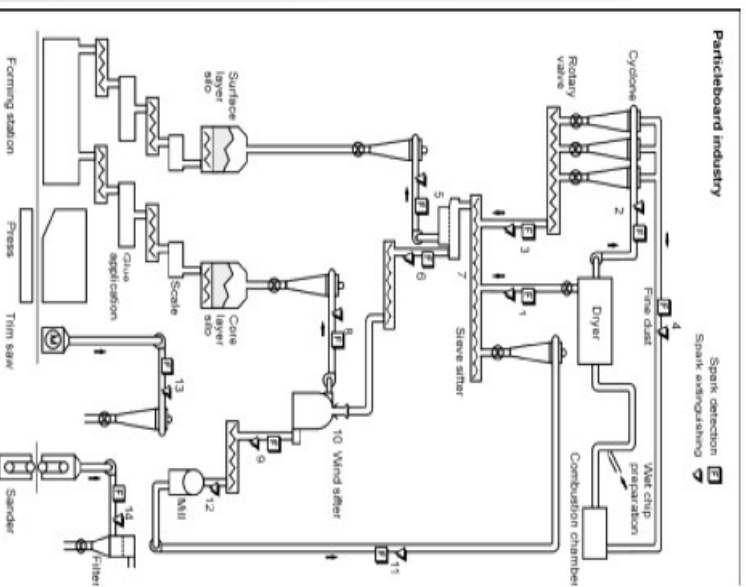 Particleboard industry
Spark detection F
Spark extinguishing
Cyclone
Rotary
valve
2
F
3
F
1
F
Dryer
Fine dust
F
4
Wet chip
preparation
Combustion chamber
5
F
6
F
7
Sieve sifter
Surface
layer
silo
Core
layer
silo
8
F
10 Wind sifter
9
F
12
Mill
11
F
Scale
Glue
application
Forming station
Press
Trim saw
13
F
Sander
14
F
Filter